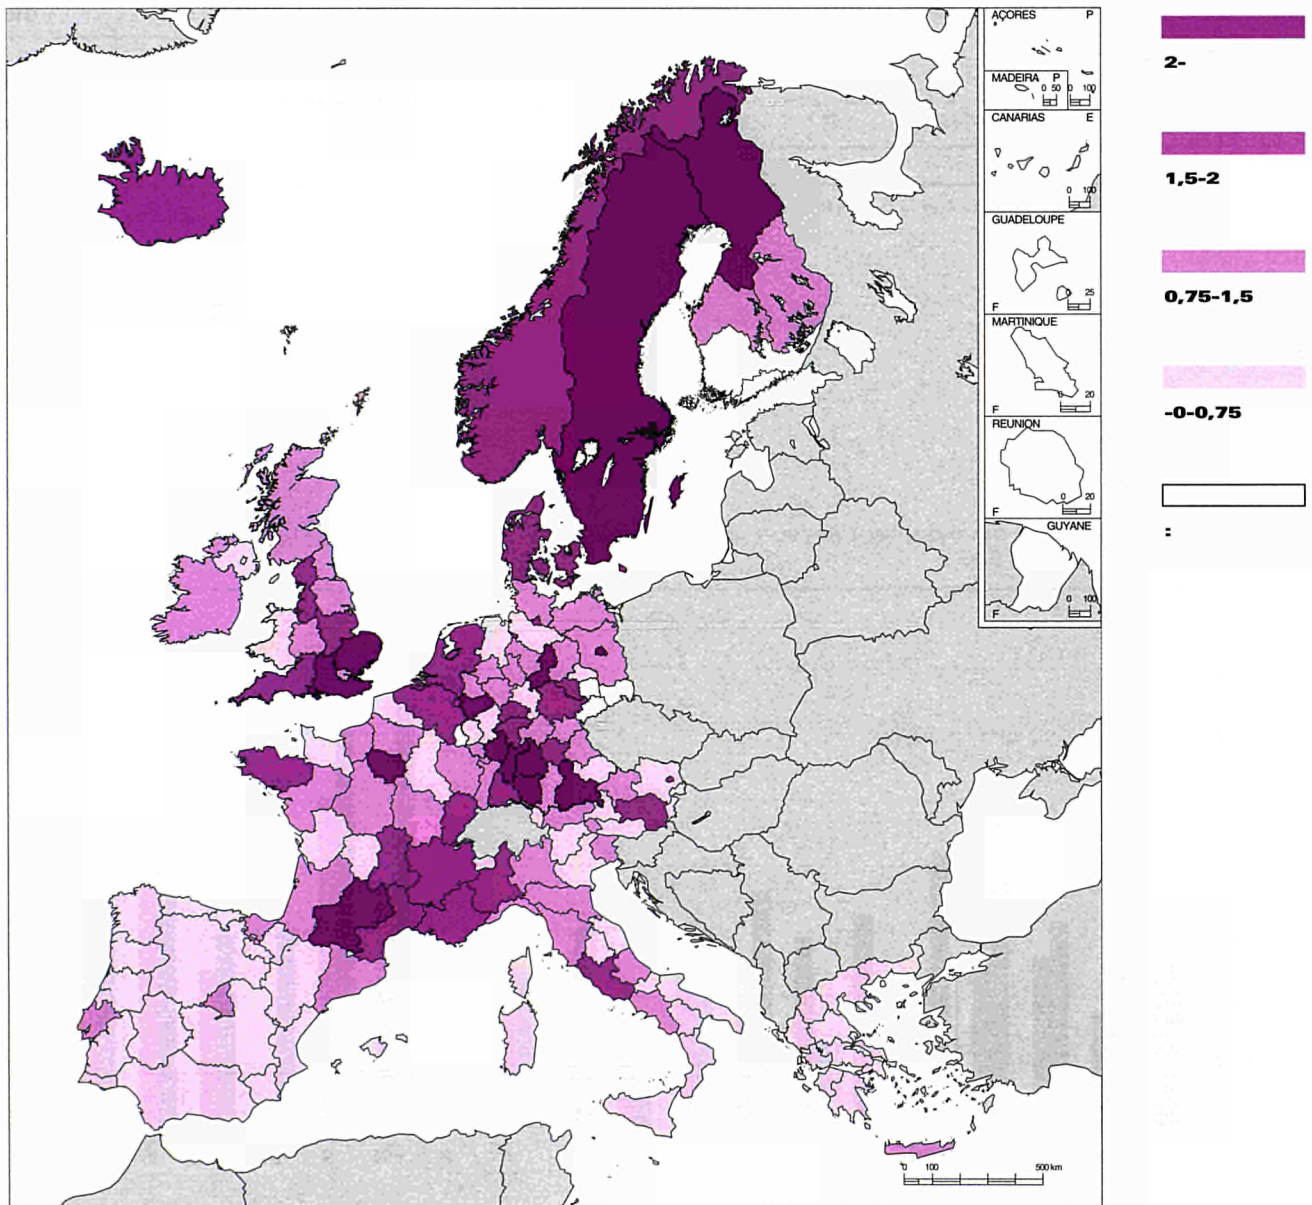 AÇORES P
MADEIRA P
0 50 0 100
CANARIAS E
0 100
GUADELOUPE
F 25
MARTINIQUE
0 20
F
REUNION
0 20
F
GUYANE
0 100
F
2-
1,5-2
0,75-1,5
-0-0,75
:
0 100 500 km